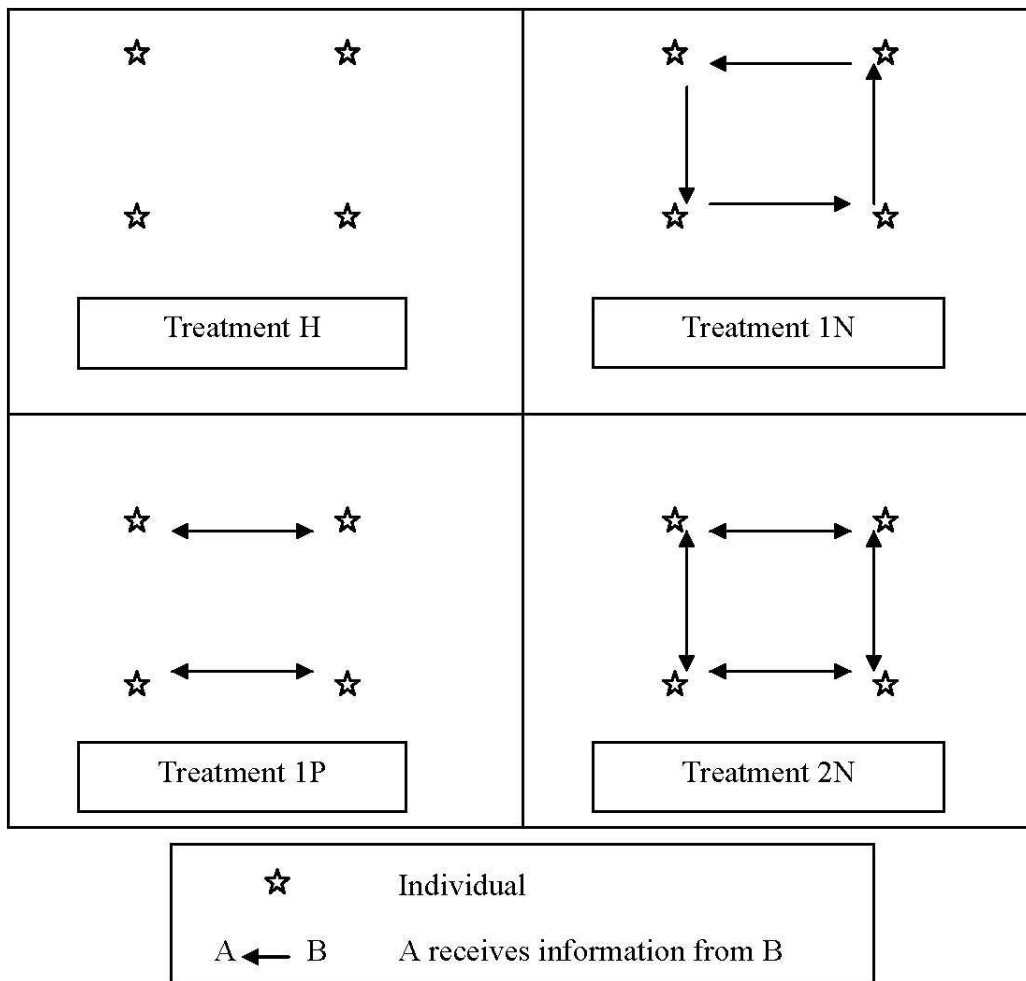 Treatment H
Treatment 1N
Treatment 1P
Treatment 2N
Individual
A B A receives information from B